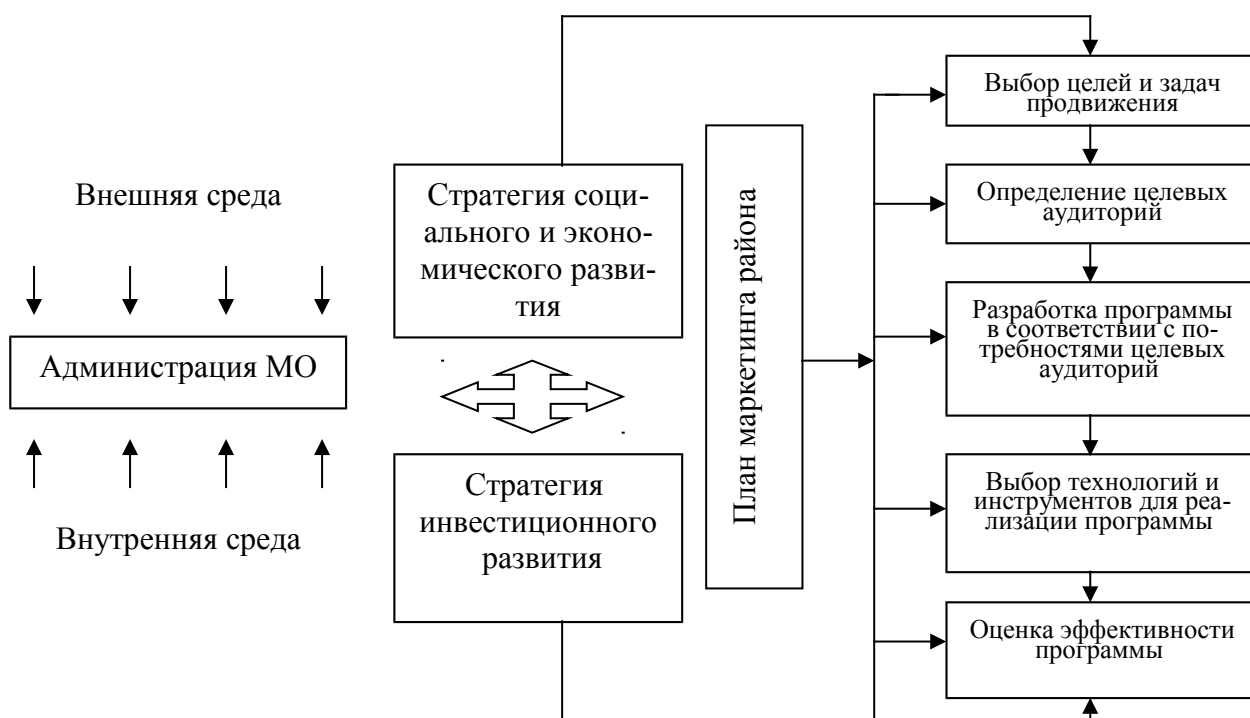 Внешняя среда
Администрация МО
Внутренняя среда
Стратегия соци-
ального и эконо-
мического разви-
тия
Стратегия
инвестиционного
развития
План маркетинга района
Выбор целей и задач
продвижения
Определение целевых
аудиторий
Разработка программы
в соответствии с по-
требностями целевых
аудиторий
Выбор технологий и
инструментов для реа-
лизации программы
Оценка эффективности
программы